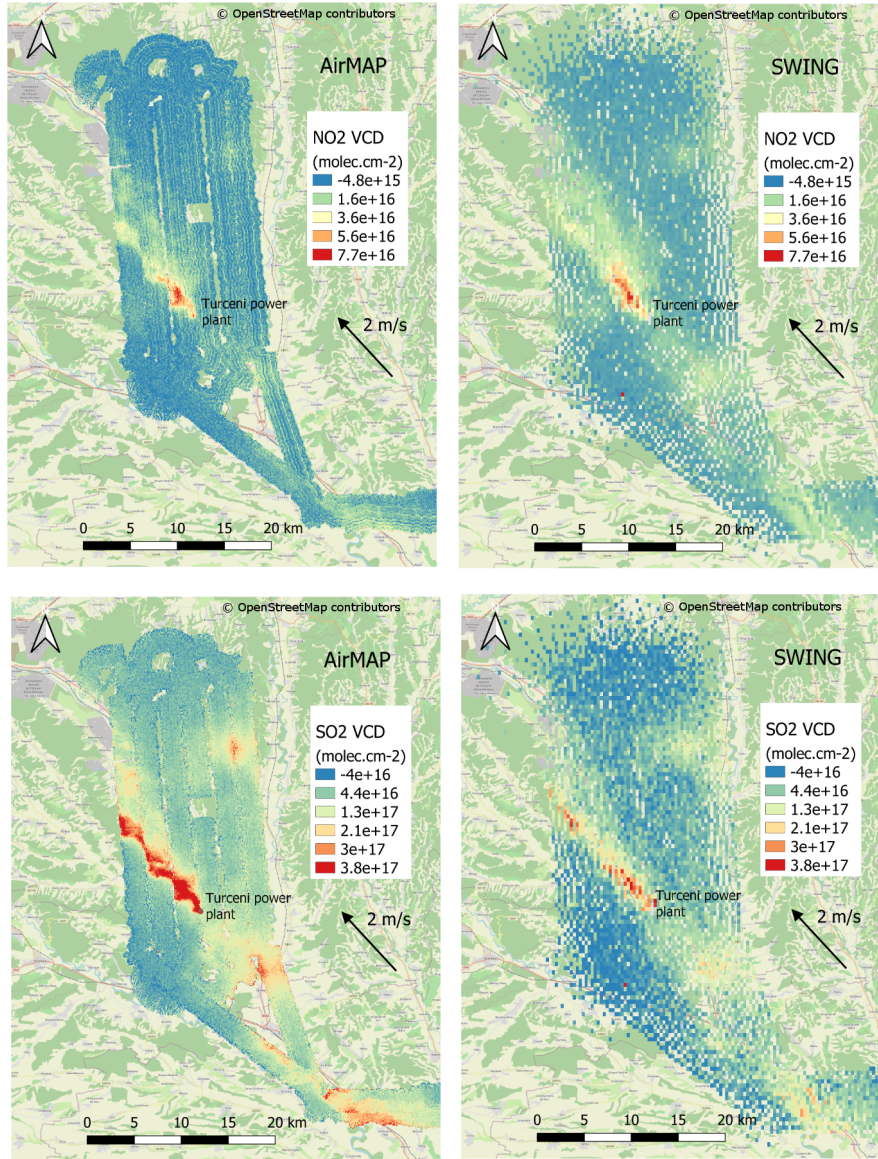 © OpenStreetMap contributors
AirMAP
NO2 VCD
(molec.cm-2)
-4.8e+15
1.6e+16
3.6e+16
5.6e+16
7.7e+16
Turceni power
plant
2 m/s
0 5 10 20 km
© OpenStreetMap contributors
SWING
NO2 VCD
(molec.cm-2)
-4.8e+15
1.6e+16
3.6e+16
5.6e+16
7.7e+16
Turceni power
plant
2 m/s
0 5 10 20 km
© OpenStreetMap contributors
AirMAP
SO2 VCD
(molec.cm-2)
-4e+16
4.4e+16
1.3e+17
2.1e+17
3e+17
3.8e+17
Turceni power
plant
2 m/s
0 5 10 20 km
© OpenStreetMap contributors
SWING
SO2 VCD
(molec.cm-2)
-4e+16
4.4e+16
1.3e+17
2.1e+17
3e+17
3.8e+17
Turceni power
plant
2 m/s
0 5 10 20 km